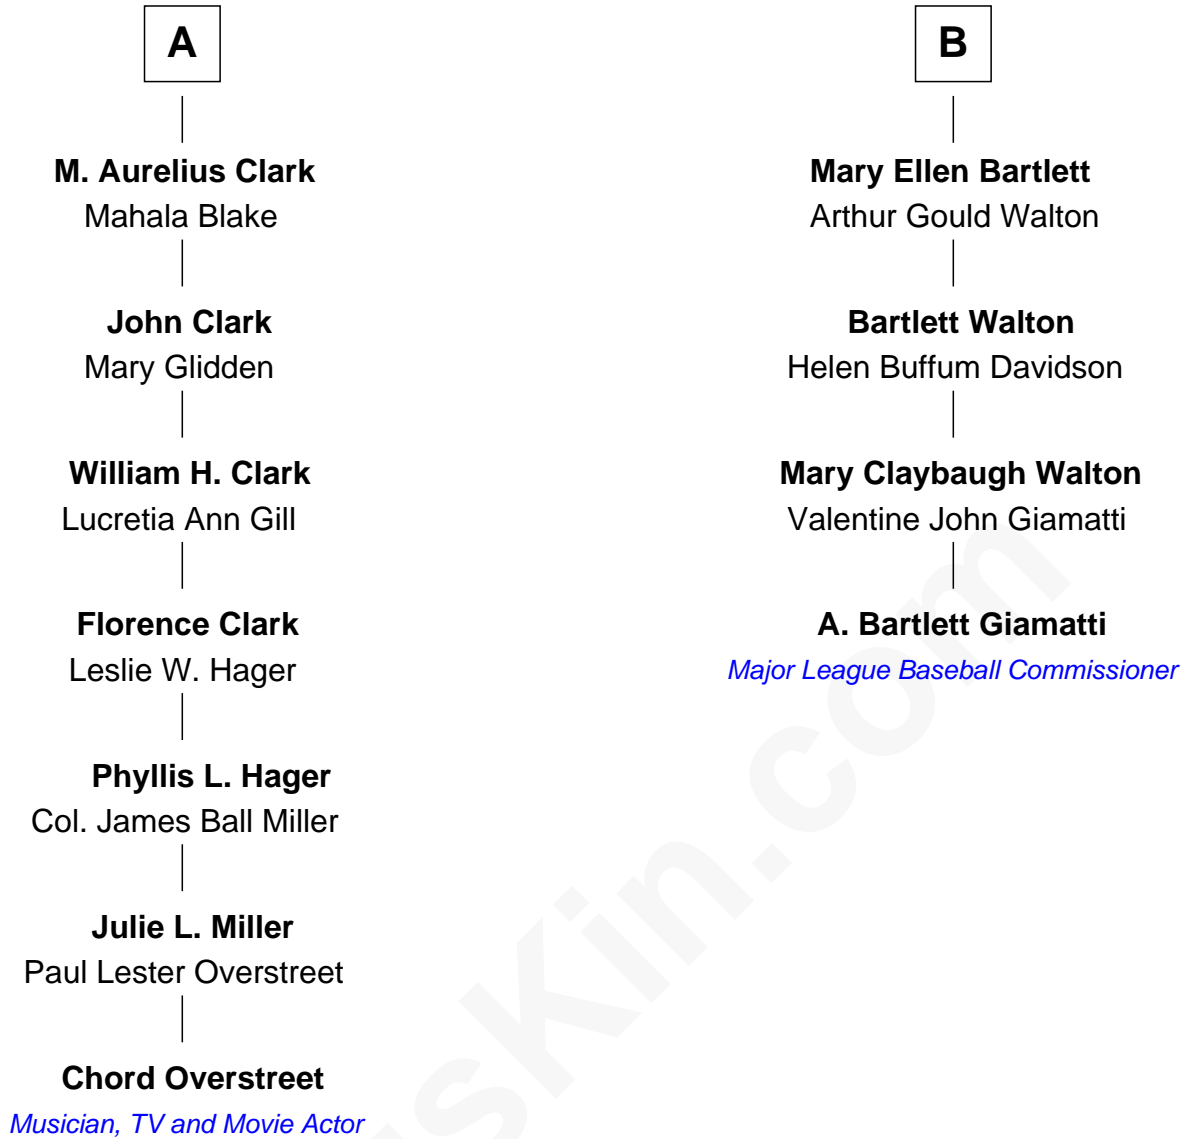 A
M. Aurelius Clark
Mahala Blake
John Clark
Mary Glidden
William H. Clark
Lucretia Ann Gill
Florence Clark
Leslie W. Hager
Phyllis L. Hager
Col. James Ball Miller
Julie L. Miller
Paul Lester Overstreet
Chord Overstreet
Musician, TV and Movie Actor
B
Mary Ellen Bartlett
Arthur Gould Walton
Bartlett Walton
Helen Buffum Davidson
Mary Claybaugh Walton
Valentine John Giamatti
A. Bartlett Giamatti
Major League Baseball Commissioner